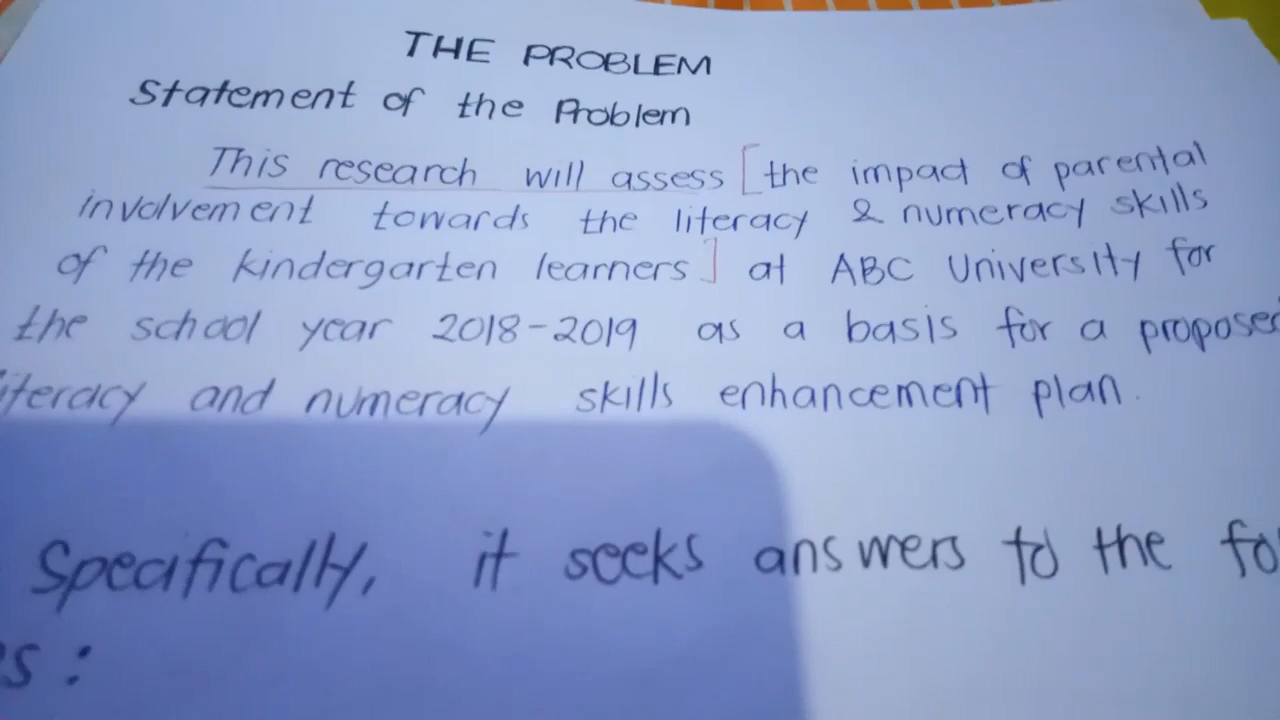 THE PROBLEM
Statement of the Problem
This research will assess [the impact of parental
involvement towards the literacy & numeracy skills
of the kindergarten learners] at ABC University for
the school year 2018-2019 as a basis for a
and numeracy skills enhancement plan.
Specifically, it seeks answers to the